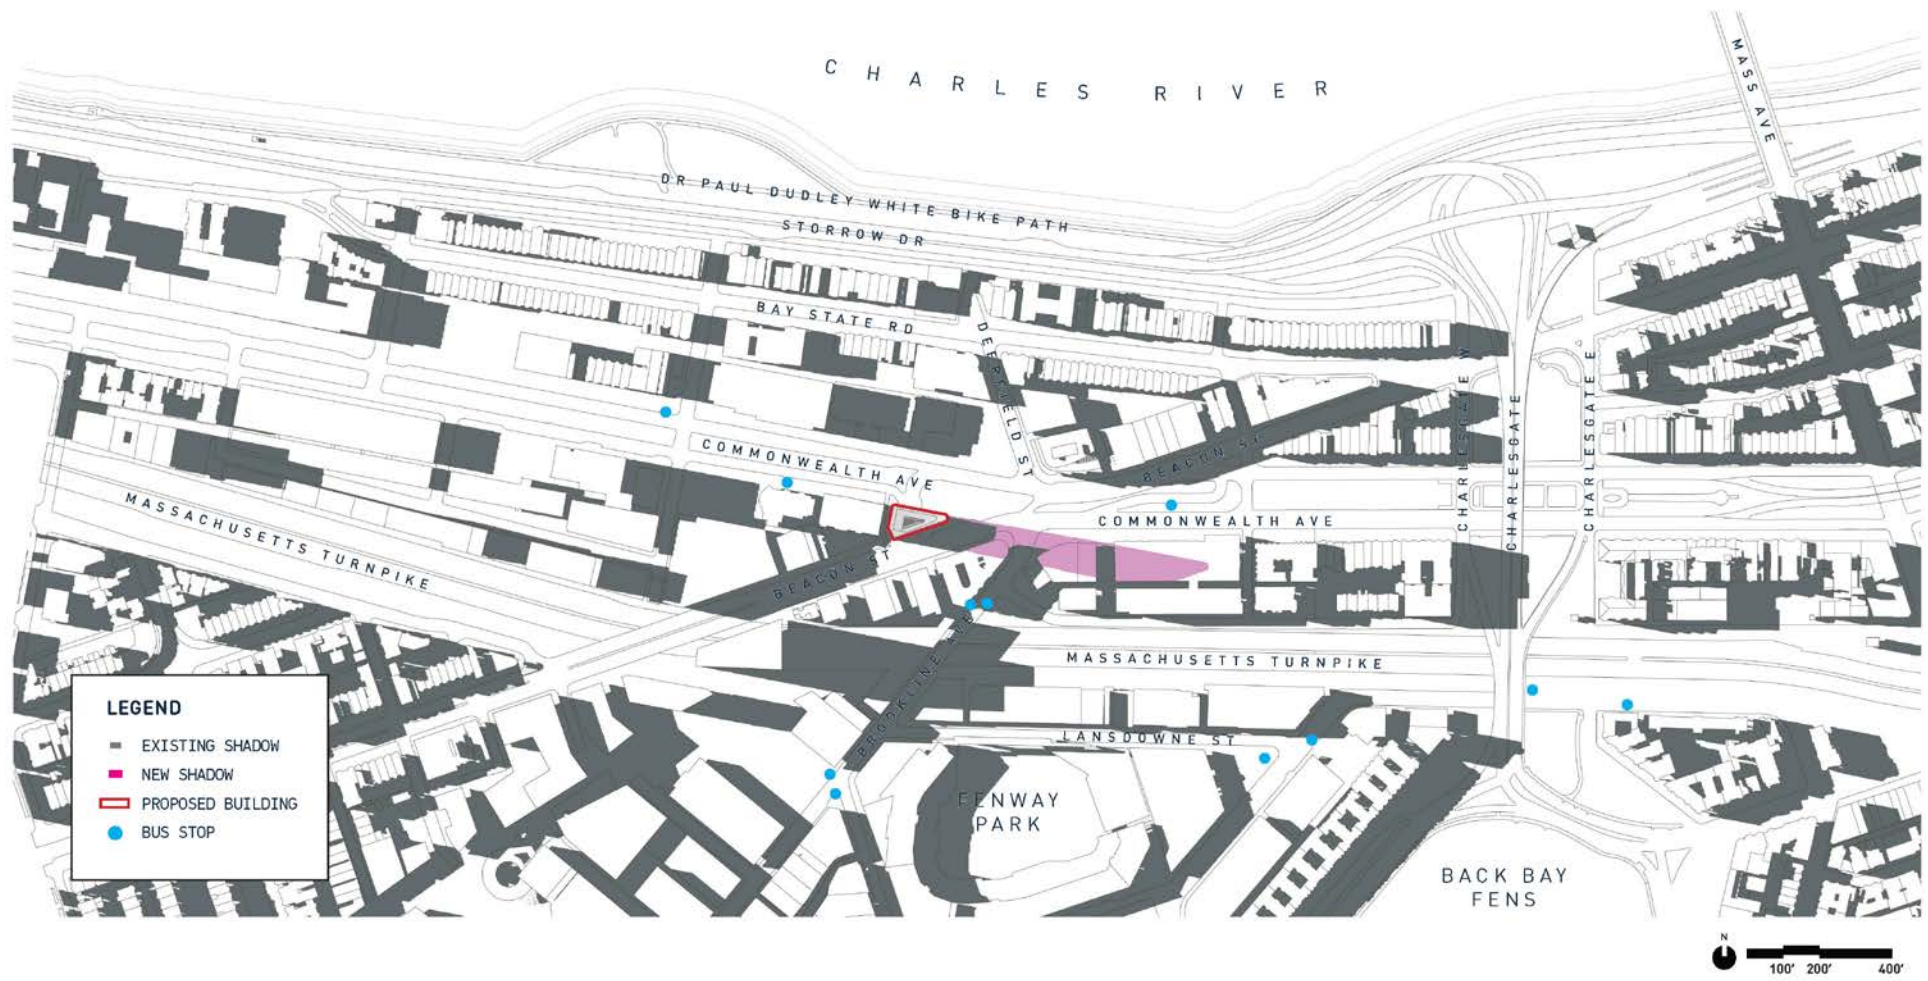 CHARLES RIVER
MASS AVE
DR PAUL DUDLEY WHITE BIKE PATH
STORROW DR
BAY STATE RD
DEERFIELD ST
CHARLESGATE W
CHARLESGATE
CHARLESGATE E
COMMONWEALTH AVE
BEACON ST
COMMONWEALTH AVE
MASSACHUSETTS TURNPIKE
BEACON ST
BROOKLINE AVE
MASSACHUSETTS TURNPIKE
LANSDOWNE ST
FENWAY
PARK
BACK BAY
FENS
LEGEND
EXISTING SHADOW
NEW SHADOW
PROPOSED BUILDING
BUS STOP
N
100' 200' 400'